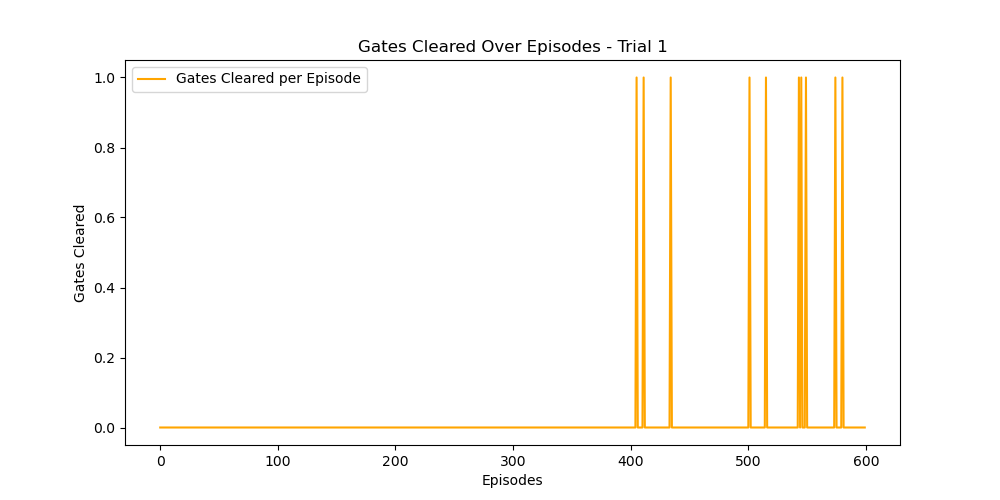 Gates Cleared Over Episodes - Trial 1
Gates Cleared per Episode
1.0
0.8
0.6
0.4
0.2
0.0
Gates Cleared
0 100 200 300 400 500 600
Episodes